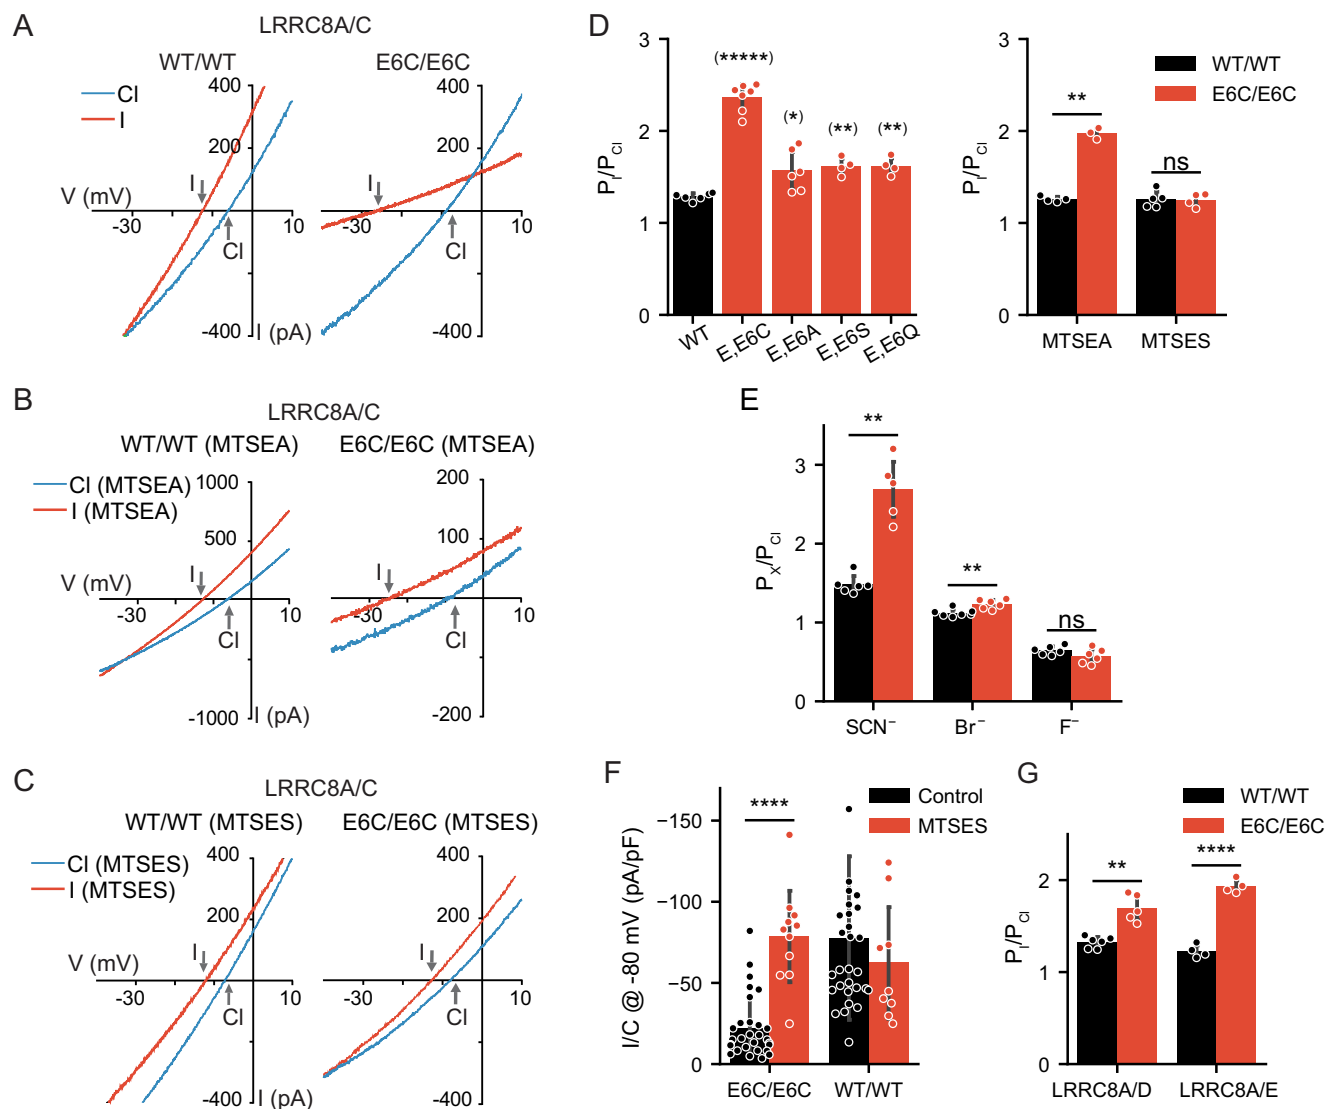 A
LRRC8A/C
WT/WT
E6C/E6C
Cl
I
400
200
V (mV)
-30
10
I
Cl
-400
I (pA)
400
200
I
-30
10
Cl
-400
B
LRRC8A/C
WT/WT (MTSEA)
E6C/E6C (MTSEA)
Cl (MTSEA)
I (MTSEA)
1000
500
V (mV)
I
-30
10
Cl
-1000
I (pA)
200
100
I
-30
10
Cl
-200
C
LRRC8A/C
WT/WT (MTSES)
E6C/E6C (MTSES)
Cl (MTSES)
I (MTSES)
400
200
V (mV)
I
-30
10
Cl
-400
I (pA)
400
200
I
-30
10
Cl
-400
D
P_I/P_Cl
3
2
1
0
(*****)
(*)
(**)
(**)
WT
E,E6C
E,E6A
E,E6S
E,E6Q
P_I/P_Cl
3
2
1
0
WT/WT
E6C/E6C
**
ns
MTSEA
MTSES
E
P_X/P_Cl
3
2
1
0
**
**
ns
SCN⁻
Br⁻
F⁻
F
I/C @ -80 mV (pA/pF)
−150
−100
−50
0
Control
MTSES
****
E6C/E6C
WT/WT
G
WT/WT
E6C/E6C
P_I/P_Cl
2
1
0
**
****
LRRC8A/D
LRRC8A/E